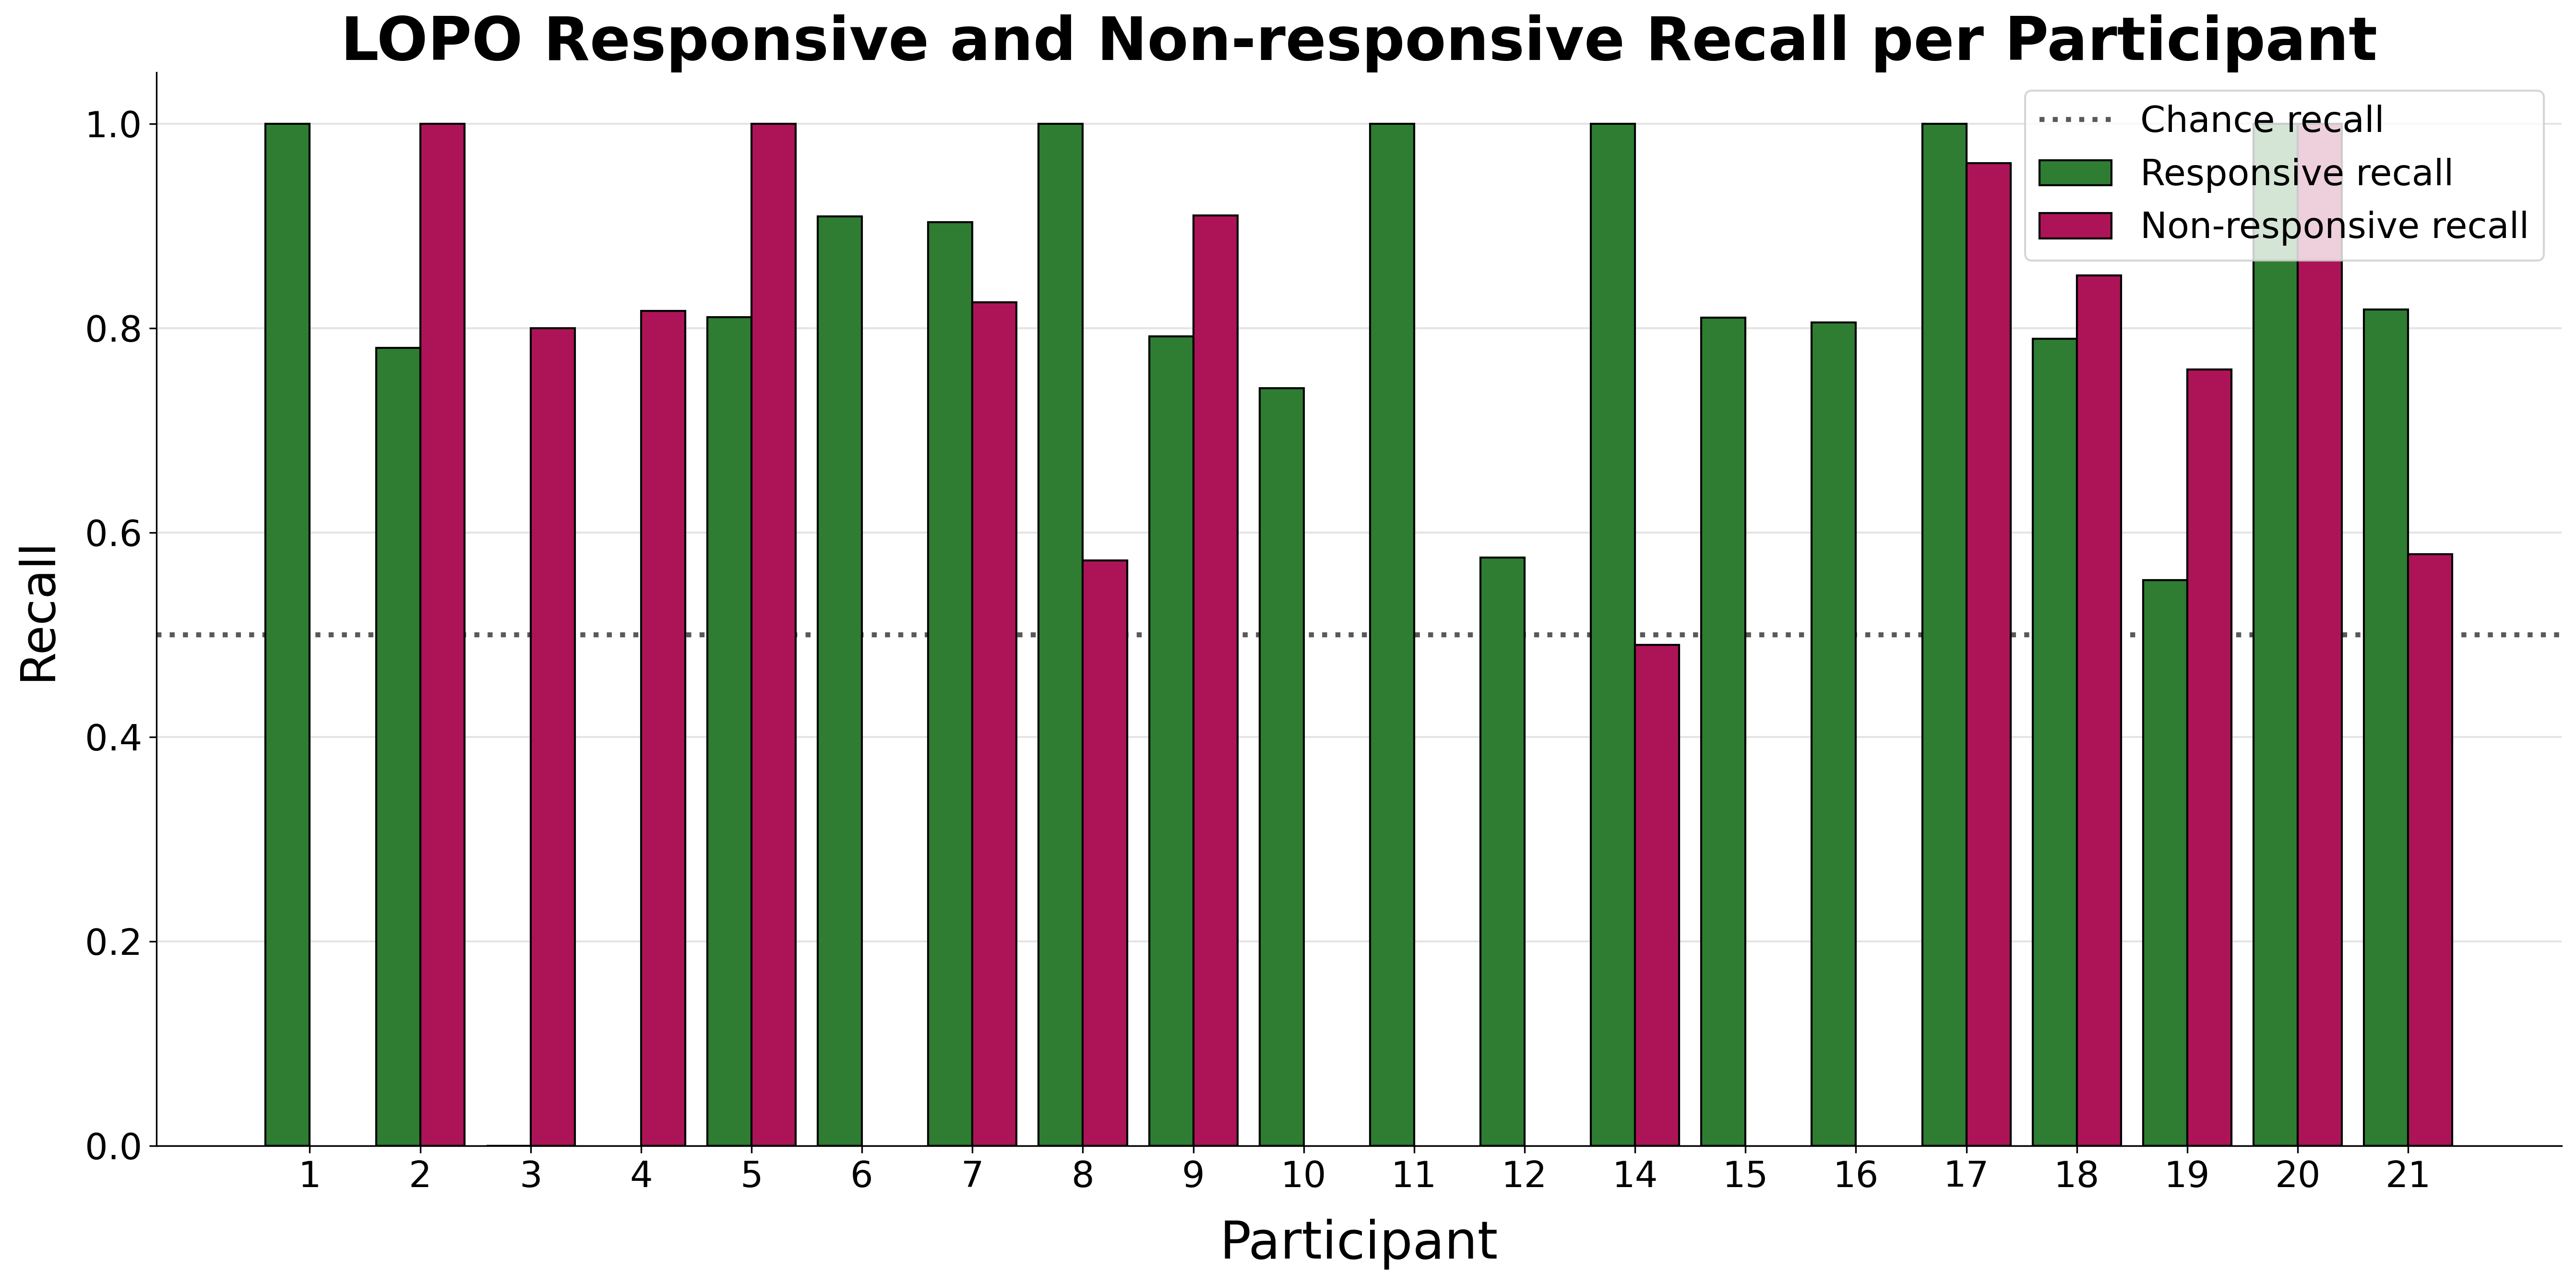 LOPO Responsive and Non-responsive Recall per Participant
Chance recall
Responsive recall
Non-responsive recall
1.0
0.8
0.6
0.4
0.2
0.0
Recall
1 2 3 4 5 6 7 8 9 10 11 12 14 15 16 17 18 19 20 21
Participant